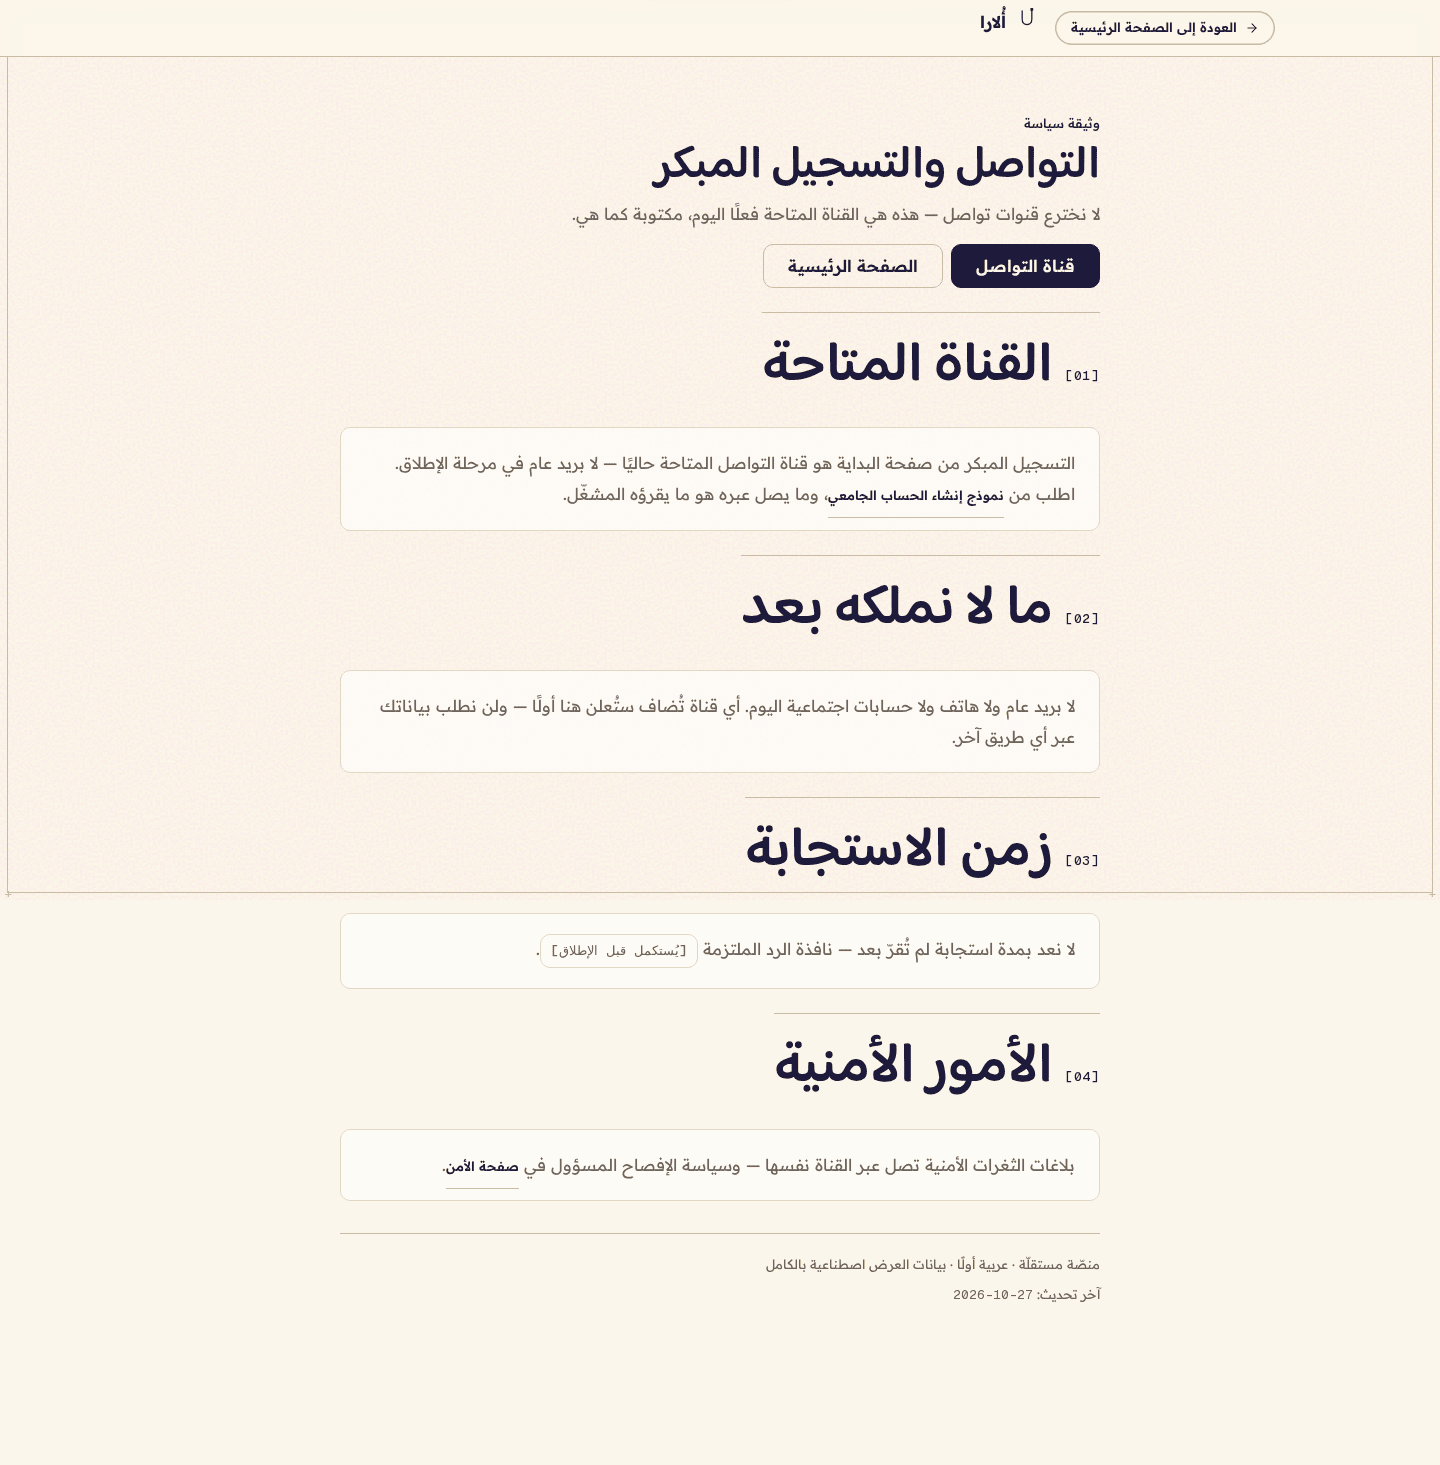 العودة إلى الصفحة الرئيسية
ألارا
وثيقة سياسة
التواصل والتسجيل المبكر
لا نخترع قنوات تواصل — هذه هي القناة المتاحة فعلًا اليوم، مكتوبة كما هي.
قناة التواصل
الصفحة الرئيسية
[01] القناة المتاحة
التسجيل المبكر من صفحة البداية هو قناة التواصل المتاحة حاليًا — لا بريد عام في مرحلة الإطلاق.
اطلب من نموذج إنشاء الحساب الجامعي، وما يصل عبره هو ما يقرؤه المشغّل.
[02] ما لا نملكه بعد
لا بريد عام ولا هاتف ولا حسابات اجتماعية اليوم. أي قناة تُضاف ستُعلن هنا أولًا — ولن نطلب بياناتك
عبر أي طريق آخر.
[03] زمن الاستجابة
لا نعد بمدة استجابة لم تُقرّ بعد — نافذة الرد الملتزمة [يُستكمل قبل الإطلاق].
[04] الأمور الأمنية
بلاغات الثغرات الأمنية تصل عبر القناة نفسها — وسياسة الإفصاح المسؤول في صفحة الأمن.
منصّة مستقلّة · عربية أولًا · بيانات العرض اصطناعية بالكامل
آخر تحديث: 27-10-2026